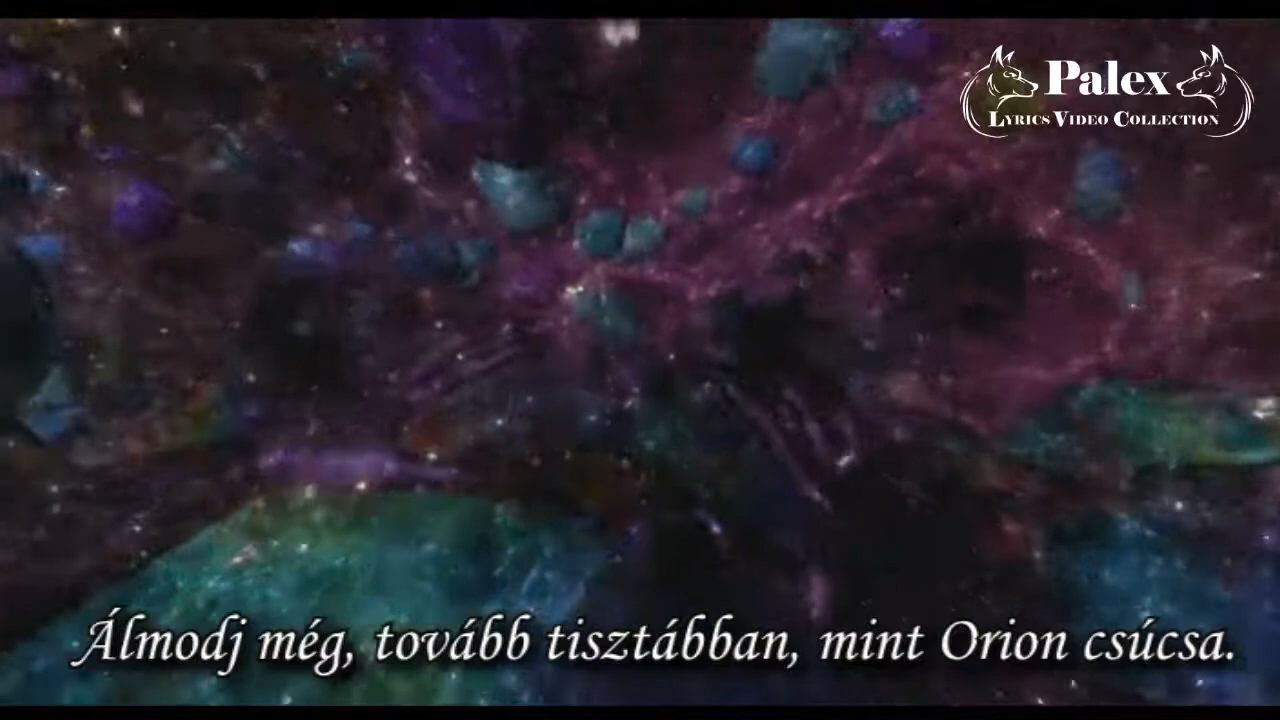 Palex
Lyrics Video Collection
Álmodj még, tovább tisztábban, mint Orion csúcsa.